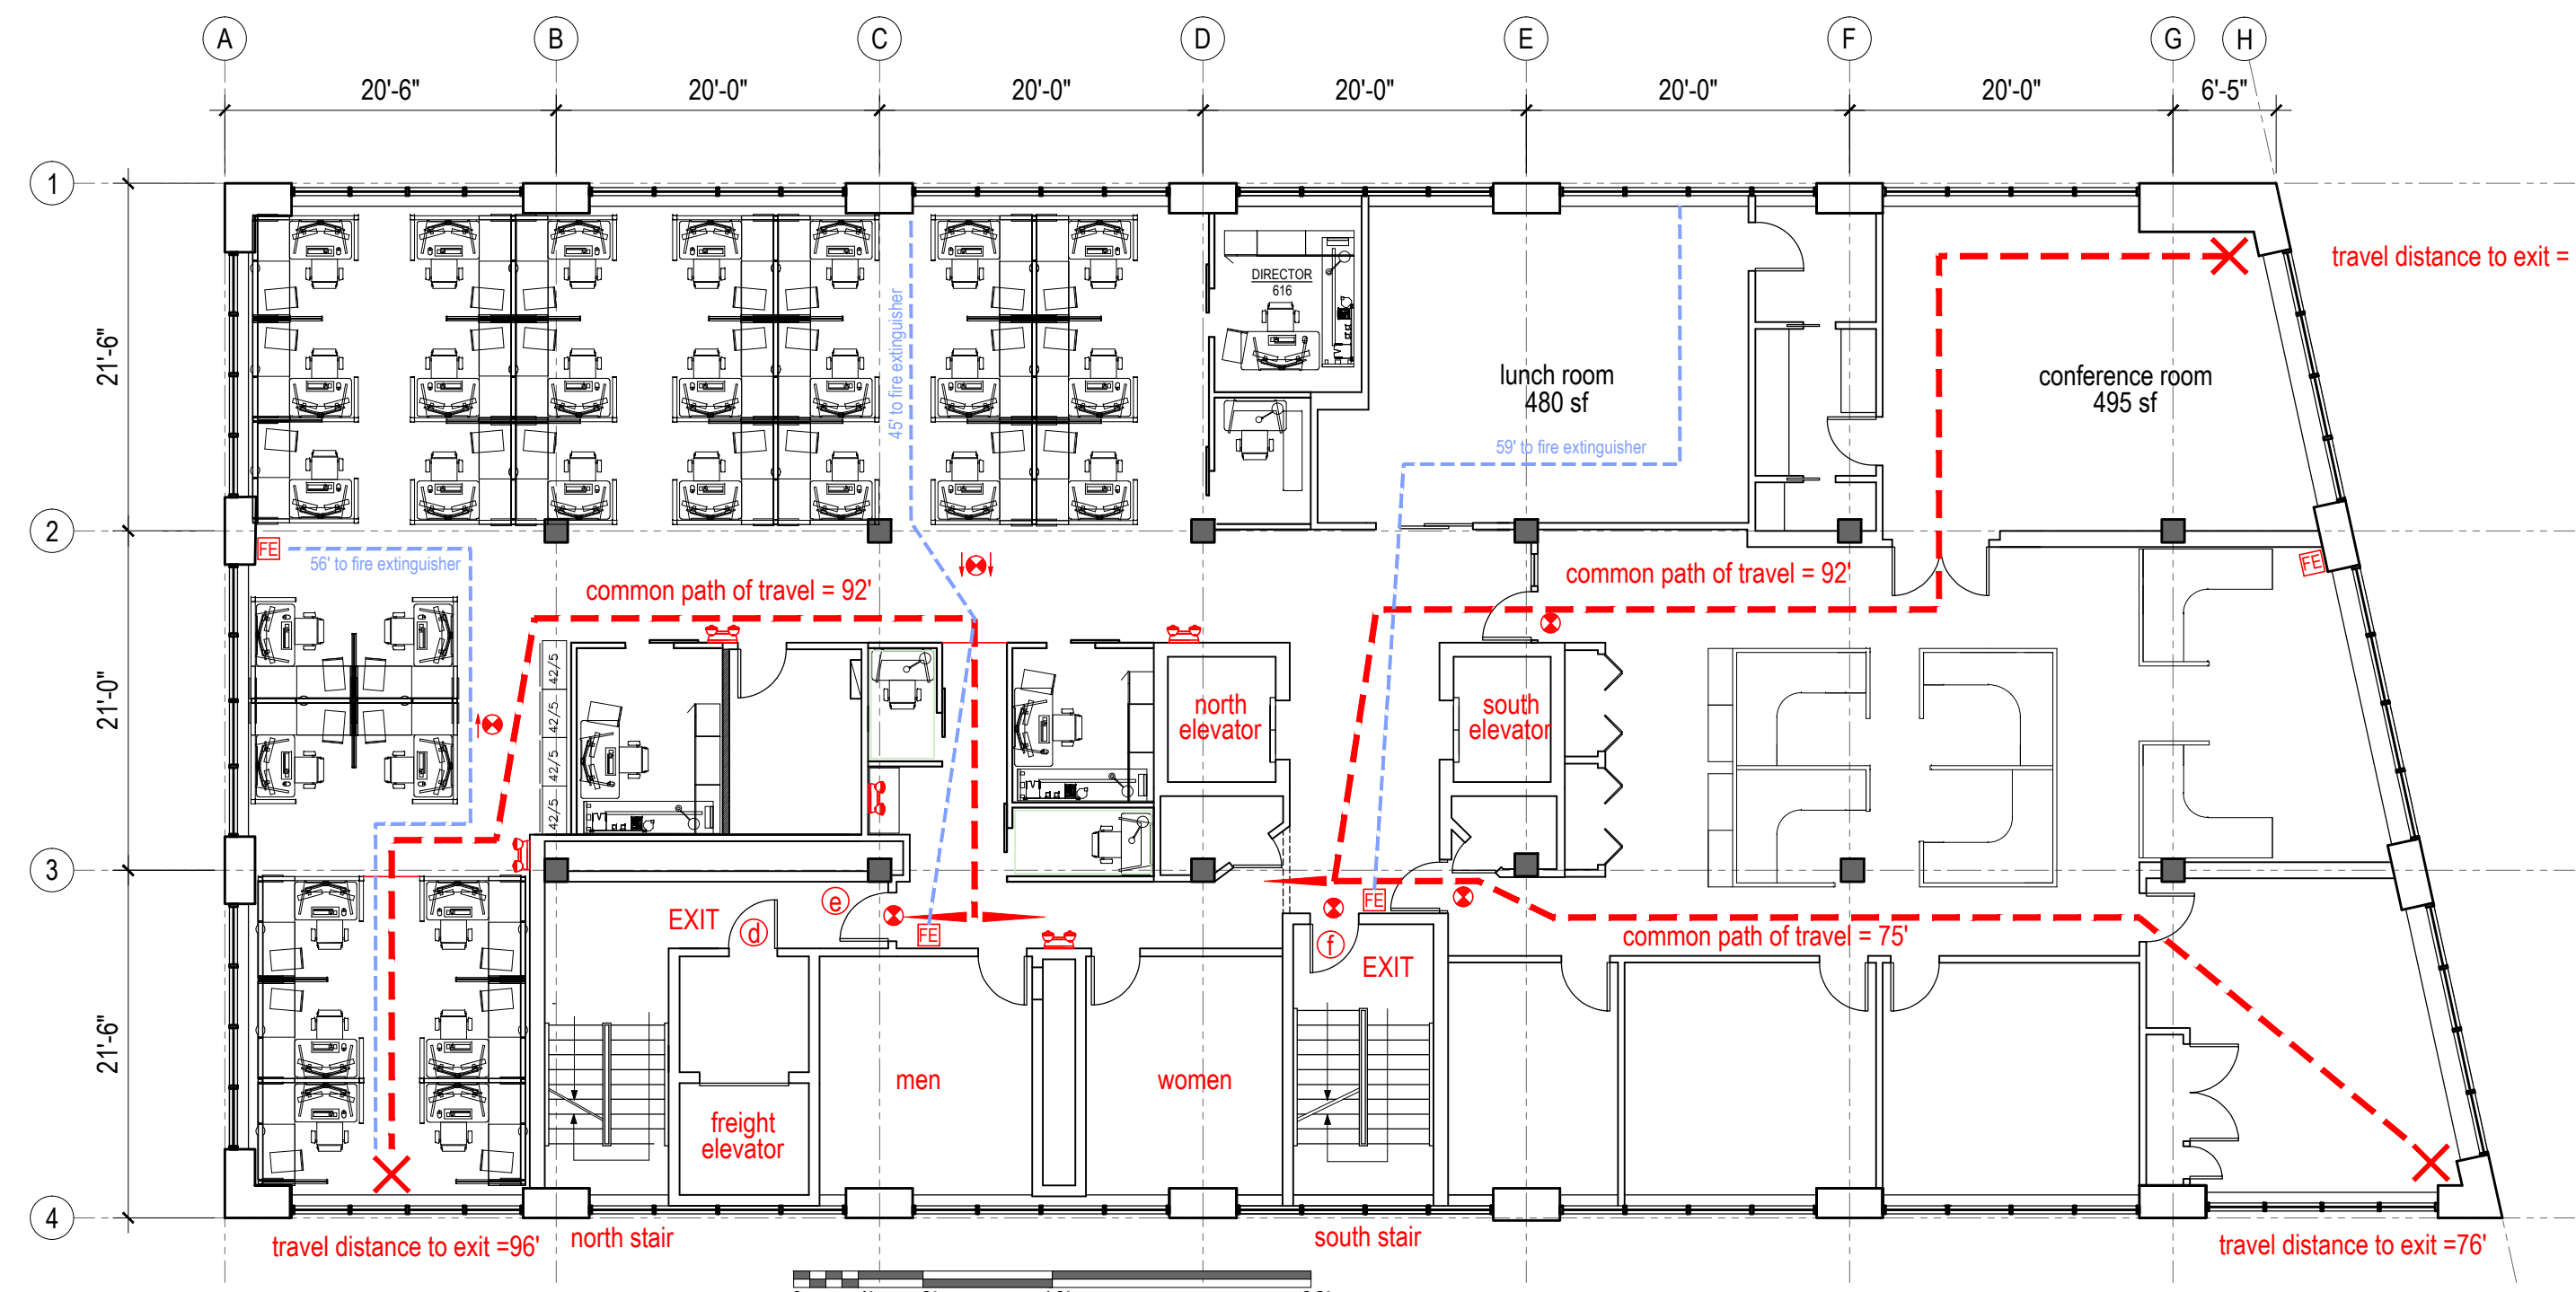 A B C D E F G H
20'-6" 20'-0" 20'-0" 20'-0" 20'-0" 20'-0" 6'-5"
1
travel distance to exit =
DIRECTOR
616
21'-6"
45' to fire extinguisher
lunch room
480 sf
conference room
495 sf
59' to fire extinguisher
2
FE
56' to fire extinguisher
FE
common path of travel = 92'
common path of travel = 92'
42/5
42/5
42/5
42/5
21'-0"
north
elevator
south
elevator
3
e
FE
EXIT
d
FE
f
EXIT
common path of travel = 75'
21'-6"
men
women
freight
elevator
4
travel distance to exit =96'
north stair
south stair
travel distance to exit =76'